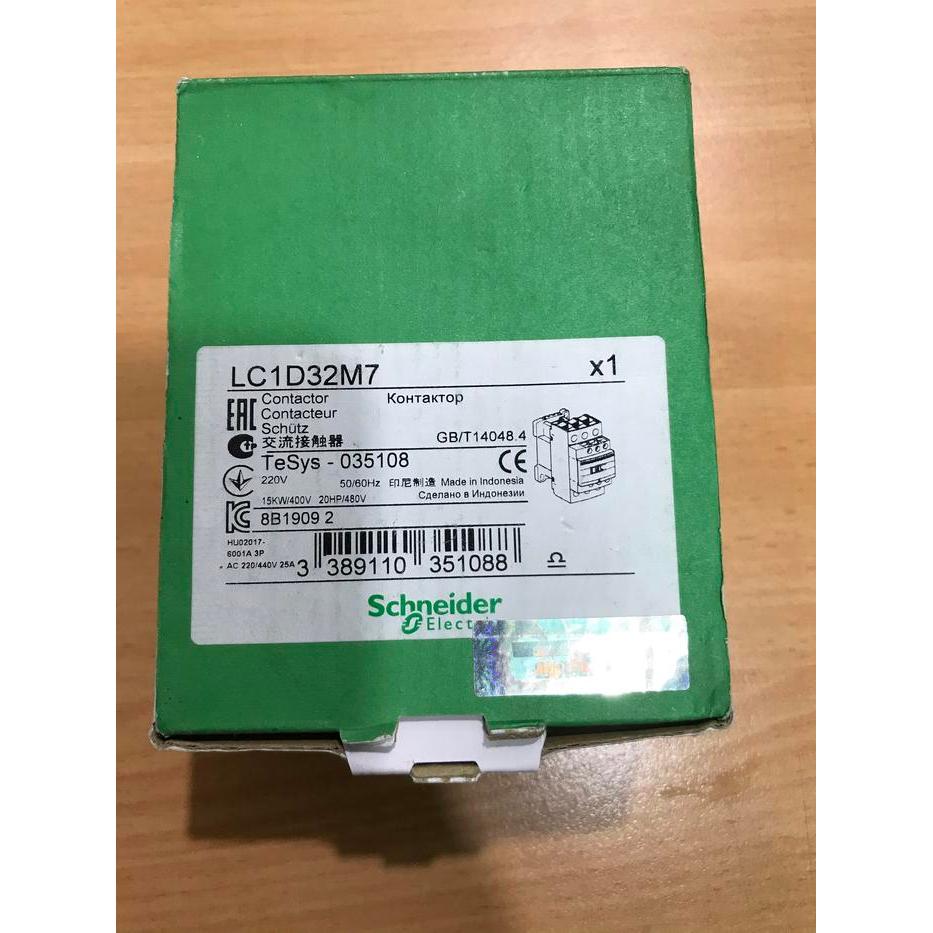 LC1D32M7 x1
EAC Contactor Контактор
Contacteur
Schütz
交流接触器 GB/T14048.4
TeSys - 035108 CE
220V 50/60Hz 印尼制造 Made in Indonesia
15KW/400V 20HP/480V Сделано в Индонезии
8B1909 2
HU02017-
6001A 3P
AC 220/440V 25A
3 389110 351088
Schneider
Elect